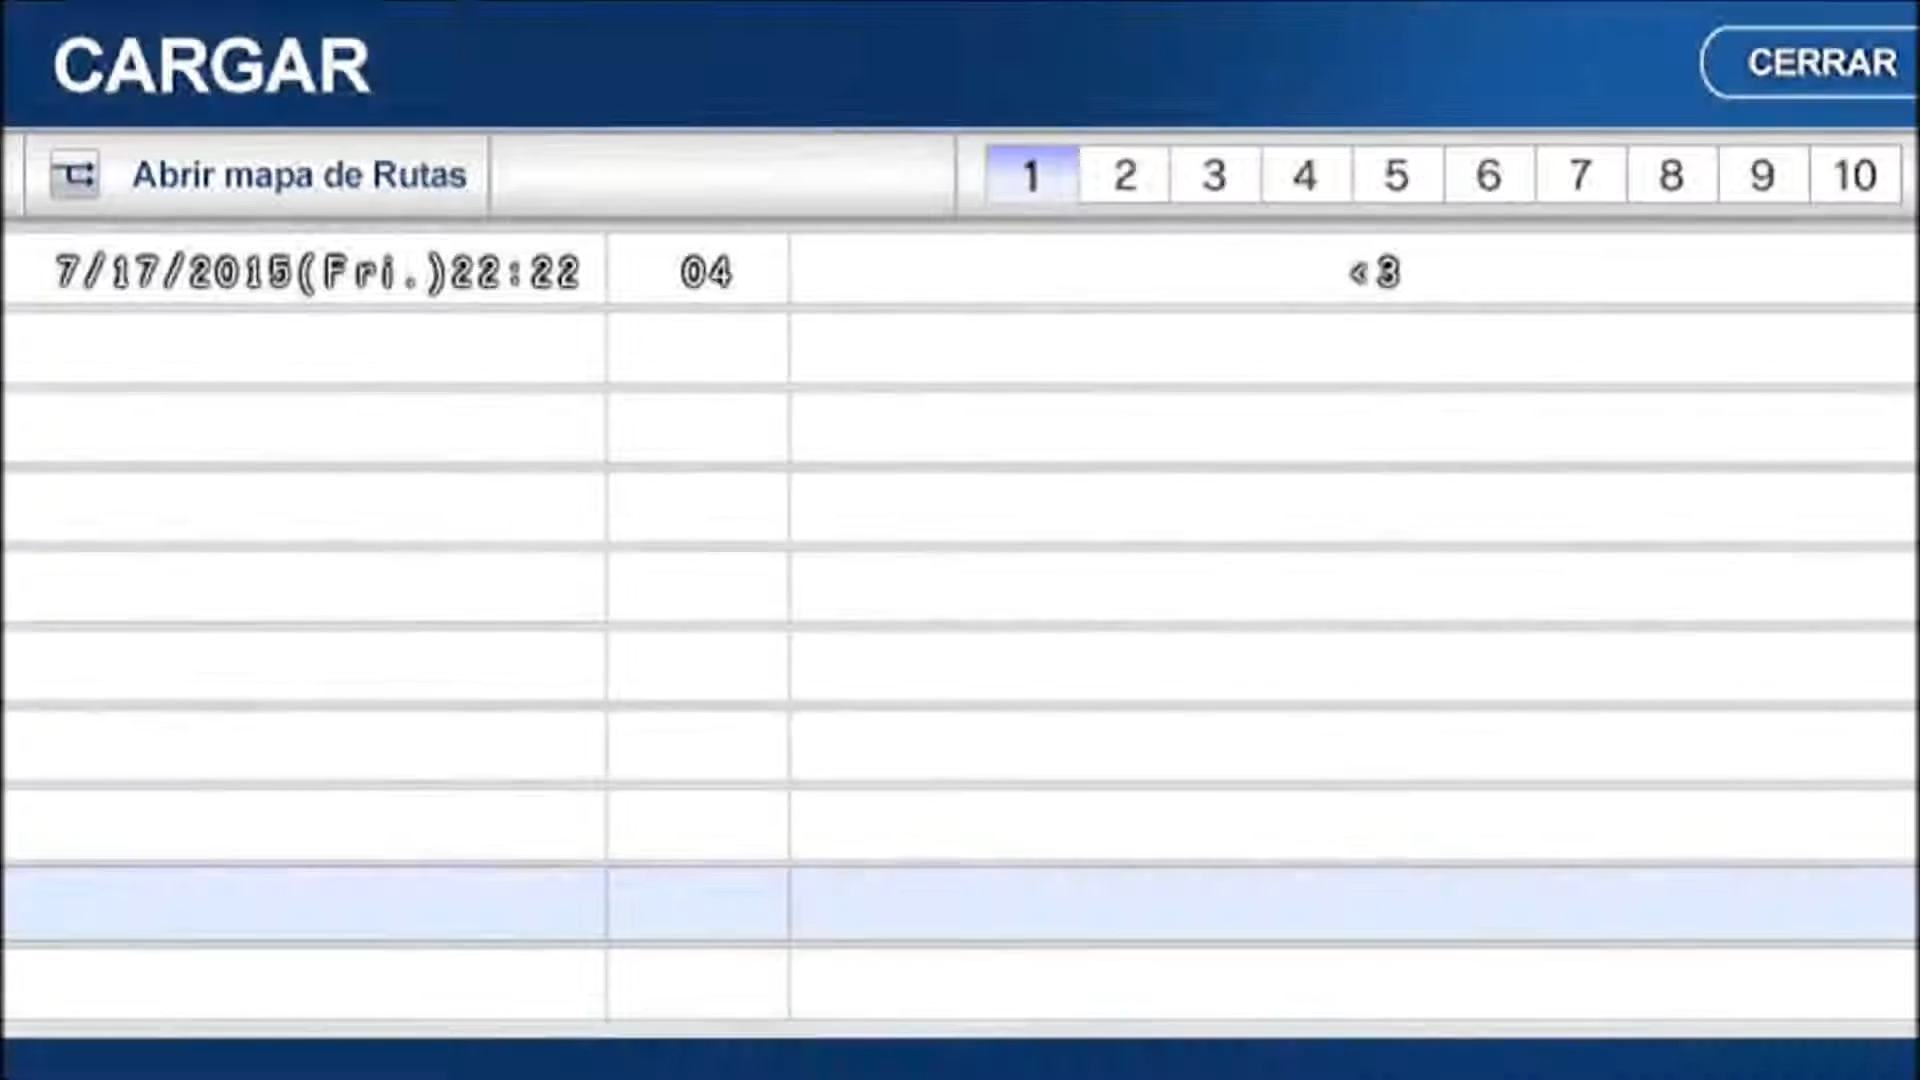 CARGAR
CERRAR
Abrir mapa de Rutas
1 2 3 4 5 6 7 8 9 10
7/17/2015(Fri.)22:22 04 <3